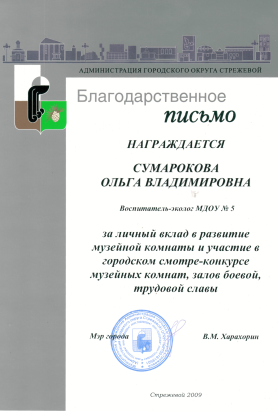 АДМИНИСТРАЦИЯ ГОРОДСКОГО ОКРУГА СТРЕЖЕВОЙ
Благодарственное
письмо
НАГРАЖДАЕТСЯ
СУМАРОКОВА
ОЛЬГА ВЛАДИМИРОВНА
Воспитатель-эколог МДОУ № 5
за личный вклад в развитие
музейной комнаты и участие в
городском смотре-конкурсе
музейных комнат, залов боевой,
трудовой славы
Мэр города В.М. Харахорин
Стрежевой 2009